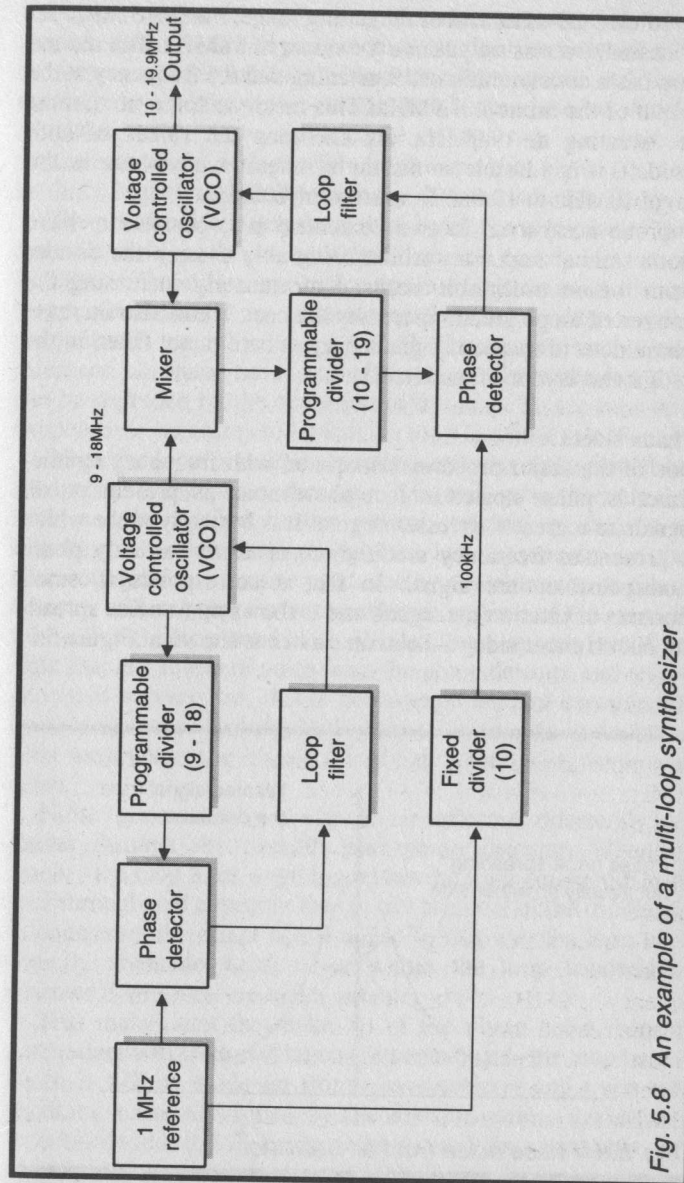 1 MHz
reference
Phase
detector
Programmable
divider
(9 - 18)
Voltage
controlled
oscillator
(VCO)
9 - 18MHz
Mixer
Voltage
controlled
oscillator
(VCO)
10 - 19.9MHz
Output
Loop
filter
Loop
filter
Programmable
divider
(10 - 19)
Fixed
divider
(10)
100kHz
Phase
detector
Fig. 5.8 An example of a multi-loop synthesizer